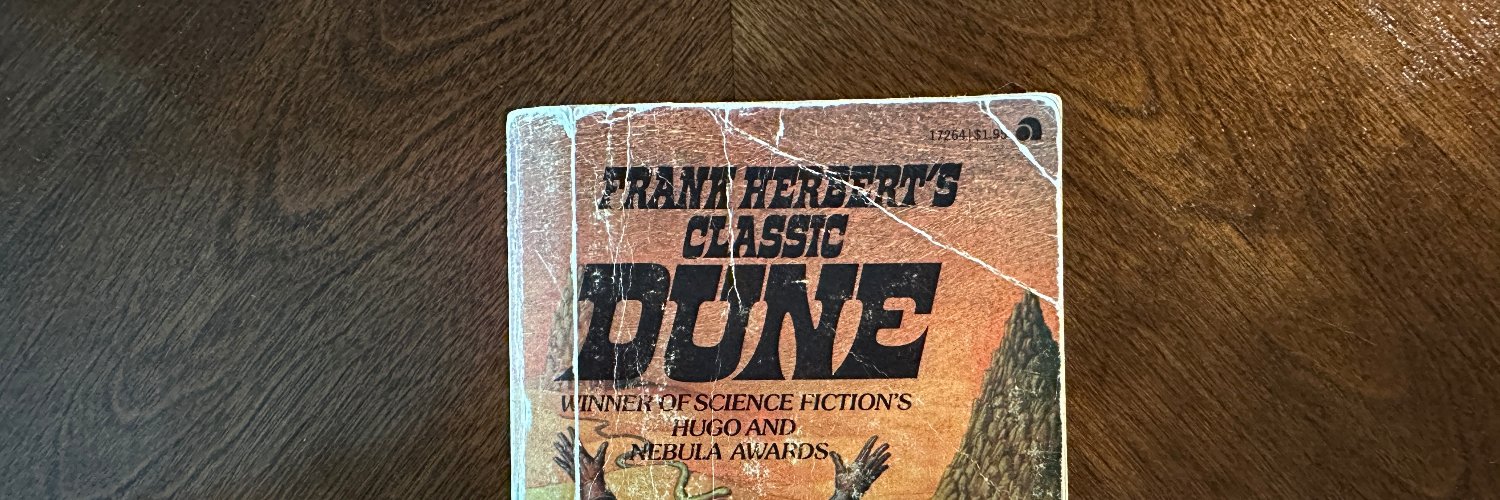 17264|$1.95
FRANK HERBERT'S
CLASSIC
DUNE
WINNER OF SCIENCE FICTION'S
HUGO AND
NEBULA AWARDS